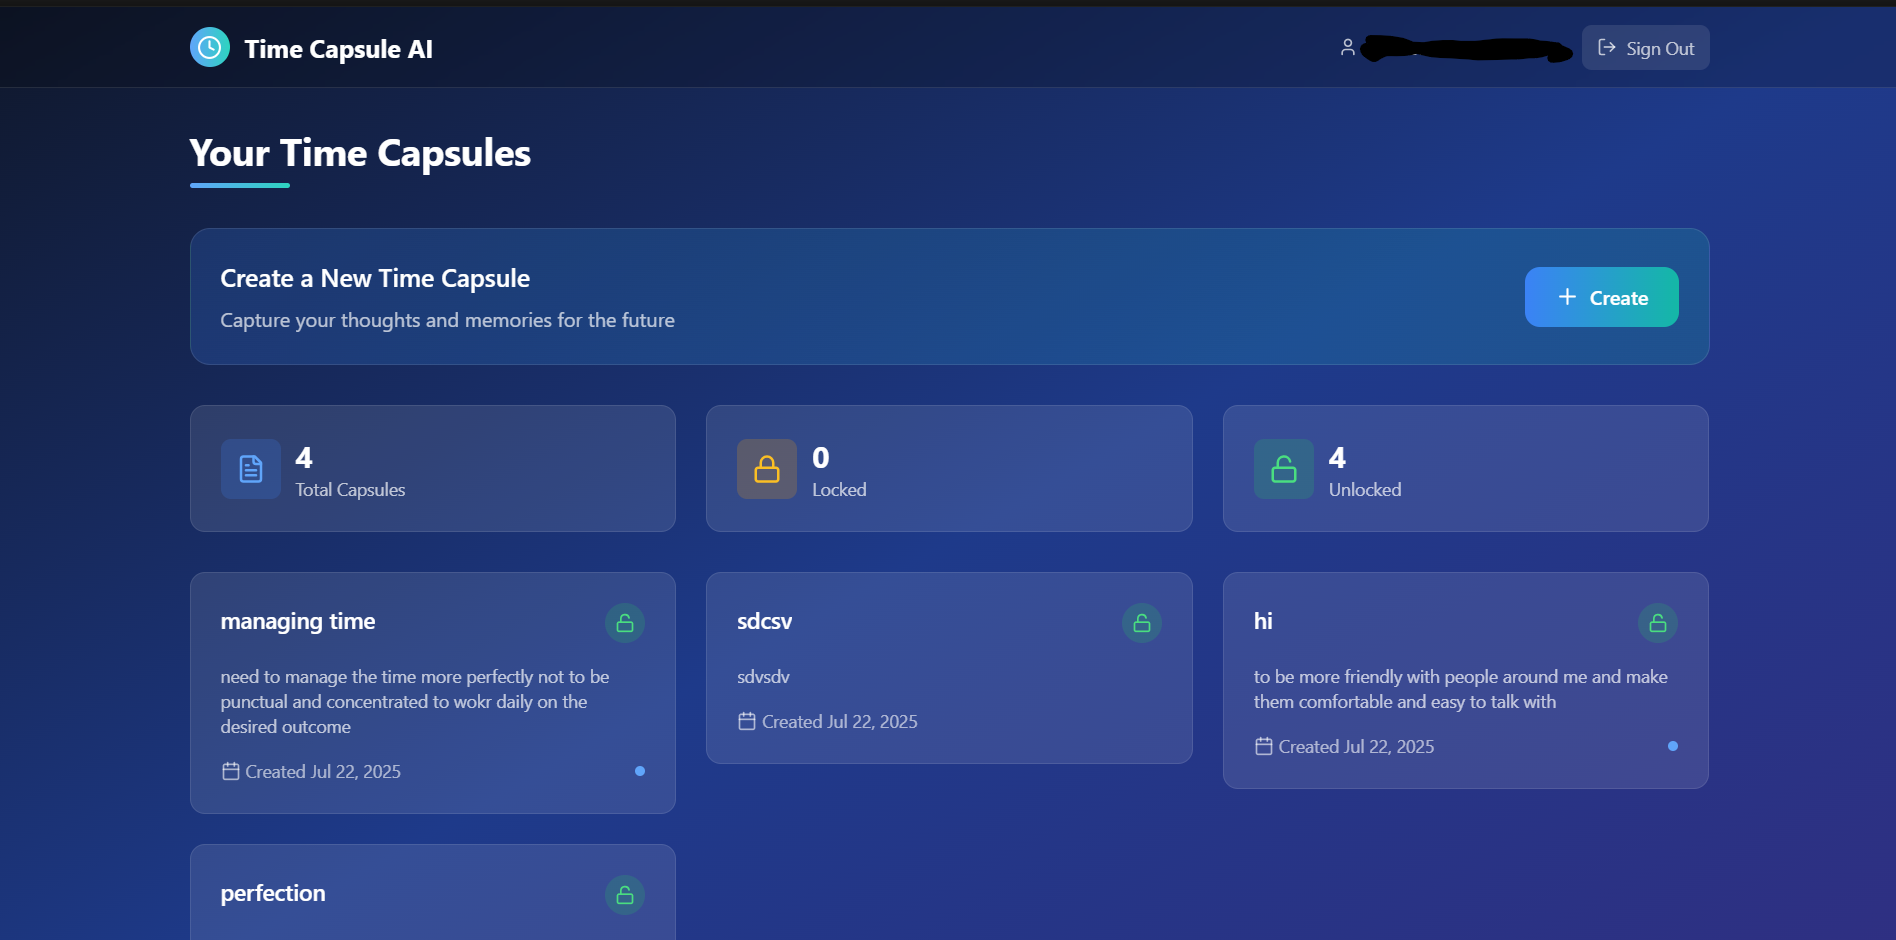 Time Capsule AI
Sign Out
Your Time Capsules
Create a New Time Capsule
Capture your thoughts and memories for the future
Create
4
Total Capsules
0
Locked
4
Unlocked
managing time
need to manage the time more perfectly not to be
punctual and concentrated to wokr daily on the
desired outcome
Created Jul 22, 2025
sdcsv
sdvsdv
Created Jul 22, 2025
hi
to be more friendly with people around me and make
them comfortable and easy to talk with
Created Jul 22, 2025
perfection